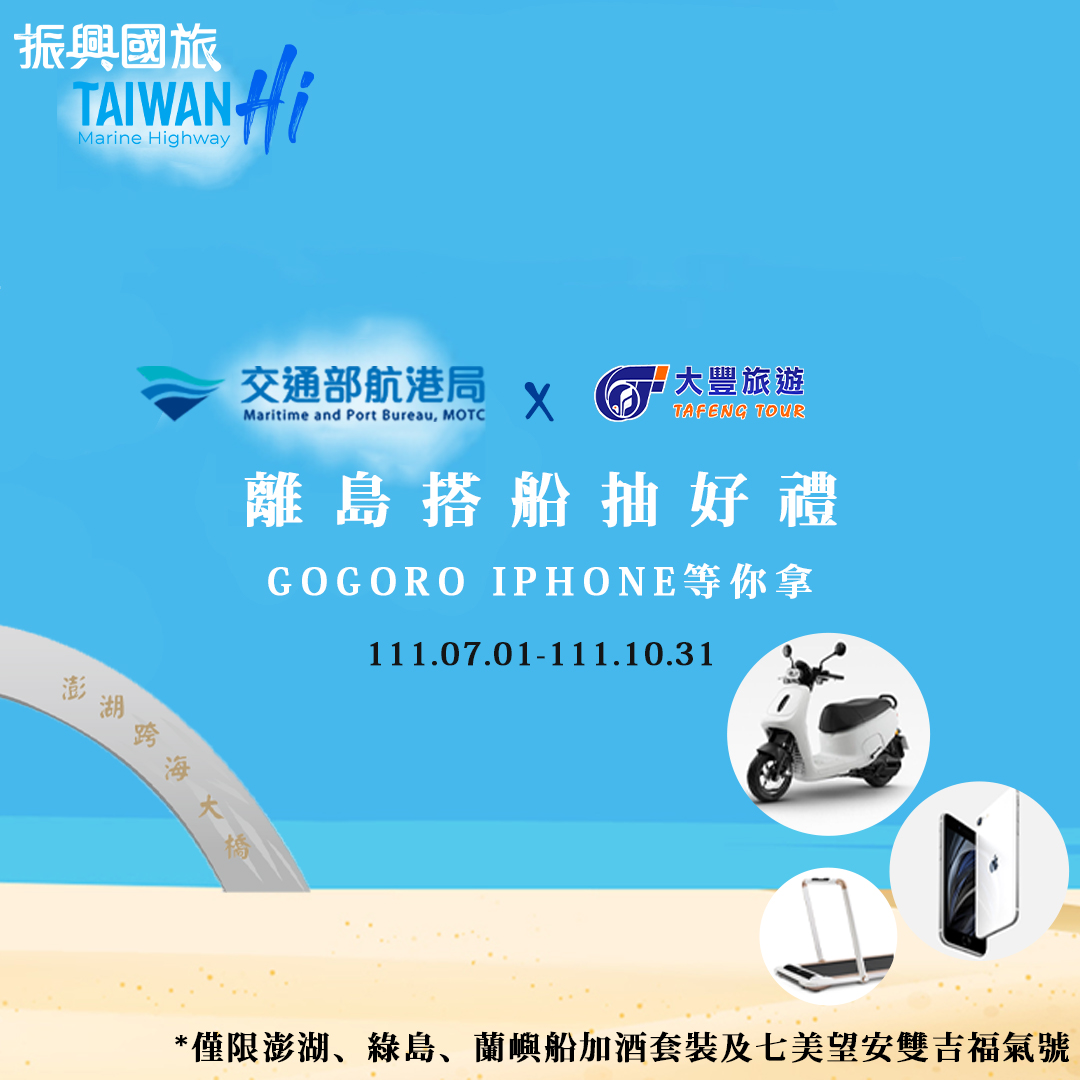 振興國旅
TAIWAN Hi
Marine Highway
交通部航港局
Maritime and Port Bureau, MOTC
X
大豐旅遊
TAFENG TOUR
離島搭船抽好禮
GOGORO IPHONE等你拿
111.07.01-111.10.31
澎湖跨海大橋
*僅限澎湖、綠島、蘭嶼船加酒套裝及七美望安雙吉福氣號